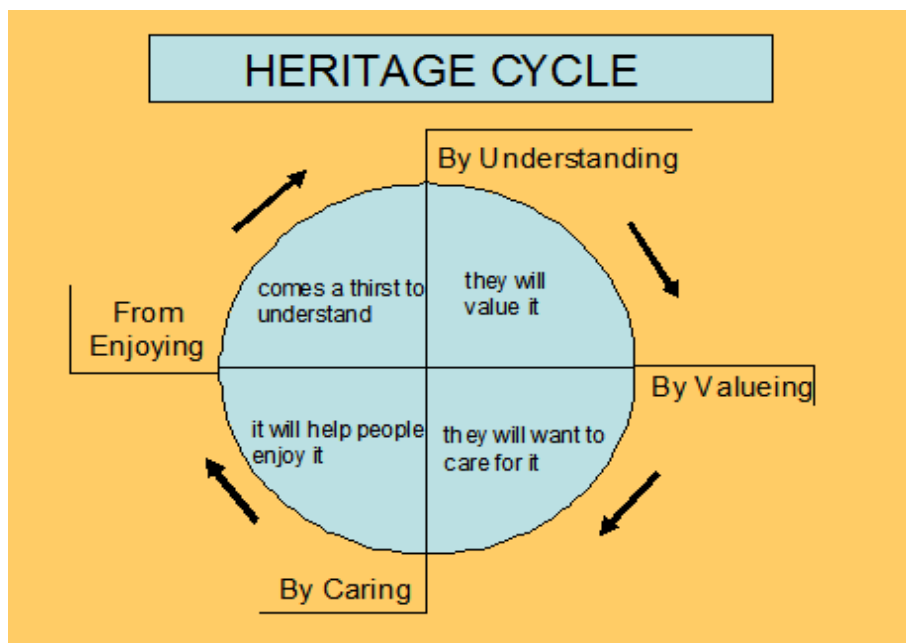 HERITAGE CYCLE
By Understanding
they will
value it
By Valueing
they will want to
care for it
By Caring
it will help people
enjoy it
From
Enjoying
comes a thirst to
understand